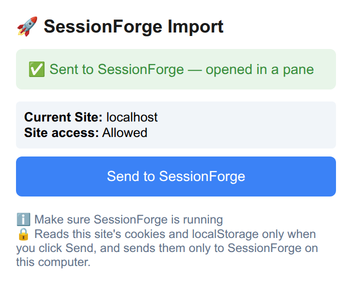 🚀 SessionForge Import
✅ Sent to SessionForge — opened in a pane
Current Site: localhost
Site access: Allowed
Send to SessionForge
ℹ️ Make sure SessionForge is running
🔒 Reads this site's cookies and localStorage only when
you click Send, and sends them only to SessionForge on
this computer.